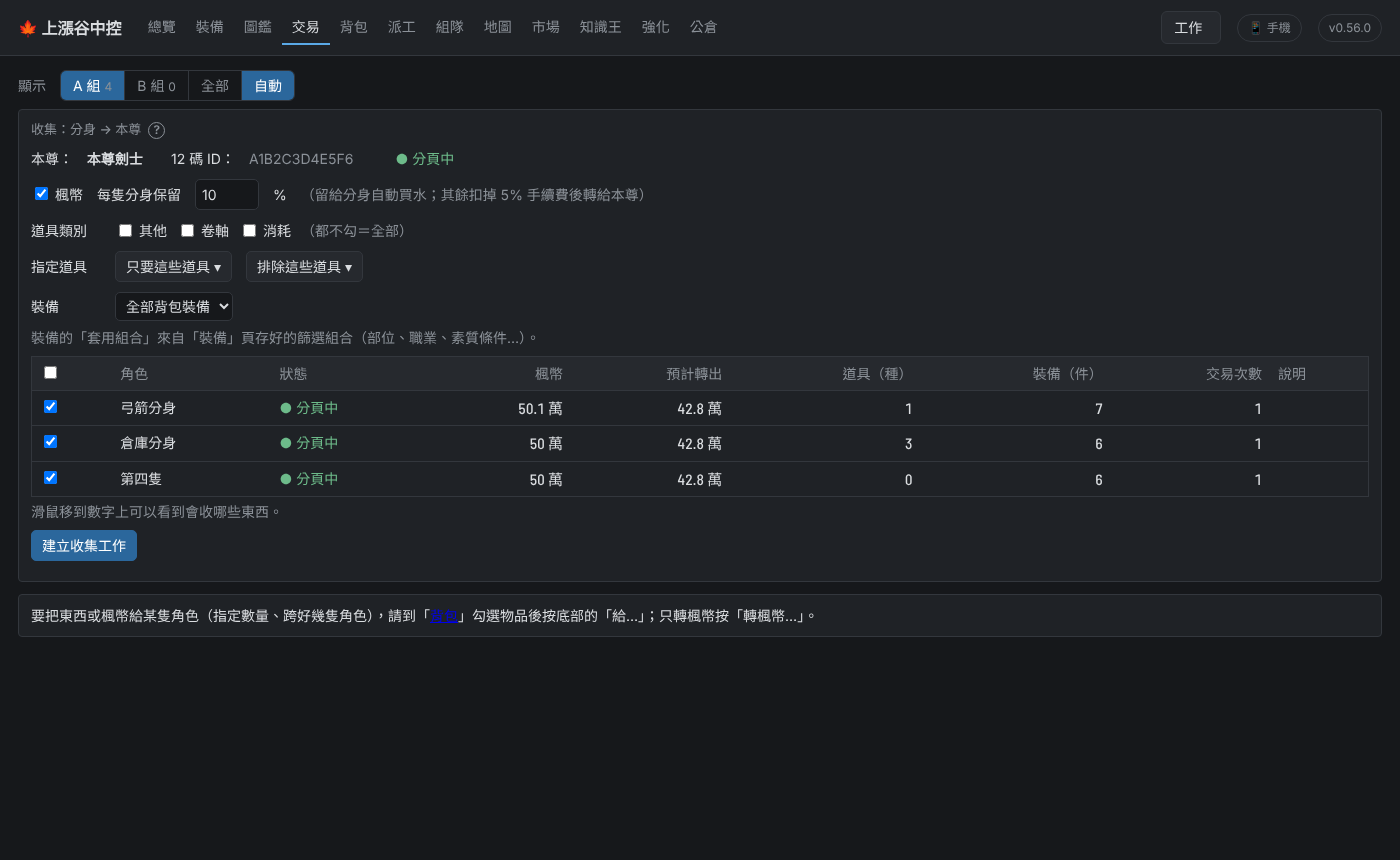 🍁 上漲谷中控 總覽 裝備 圖鑑 交易 背包 派工 組隊 地圖 市場 知識王 強化 公倉 工作 📱 手機 v0.56.0
顯示 A 組 4 B 組 0 全部 自動
收集：分身 → 本尊 ?
本尊： 本尊劍士 12 碼 ID： A1B2C3D4E5F6 ● 分頁中
楓幣 每隻分身保留 10 % （留給分身自動買水；其餘扣掉 5% 手續費後轉給本尊）
道具類別 其他 卷軸 消耗 （都不勾＝全部）
指定道具 只要這些道具 ▾ 排除這些道具 ▾
裝備 全部背包裝備
裝備的「套用組合」來自「裝備」頁存好的篩選組合（部位、職業、素質條件…）。
角色 狀態 楓幣 預計轉出 道具（種） 裝備（件） 交易次數 說明
弓箭分身 ● 分頁中 50.1 萬 42.8 萬 1 7 1
倉庫分身 ● 分頁中 50 萬 42.8 萬 3 6 1
第四隻 ● 分頁中 50 萬 42.8 萬 0 6 1
滑鼠移到數字上可以看到會收哪些東西。
建立收集工作
要把東西或楓幣給某隻角色（指定數量、跨好幾隻角色），請到「背包」勾選物品後按底部的「給…」；只轉楓幣按「轉楓幣…」。